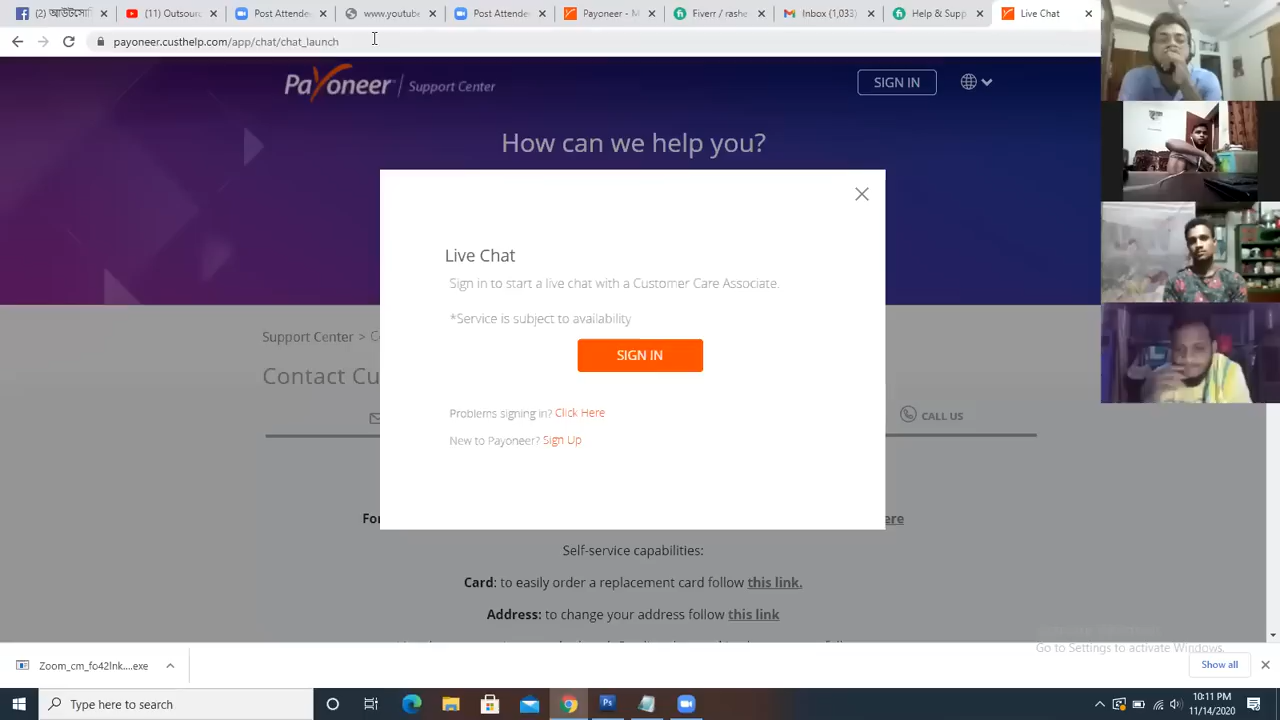 আউটসো
(1) Outsour
Post Attende
www.youtube
Post Attende
Payoneer - M
Fiverr / rashe
Inbox (1,033)
Help & Supp
Live Chat
payoneer.custhelp.com/app/chat/chat_launch
Payoneer Support Center
SIGN IN
How can we help you?
Live Chat
Sign in to start a live chat with a Customer Care Associate.
*Service is subject to availability
SIGN IN
Support Center >
Contact Cu
Problems signing in? Click Here
CALL US
New to Payoneer? Sign Up
For
ere
Self-service capabilities:
Card: to easily order a replacement card follow this link.
Address: to change your address follow this link
Go to Settings to activate Windows.
Zoom_cm_fo42lnk....exe
Show all
Type here to search
10:11 PM
11/14/2020